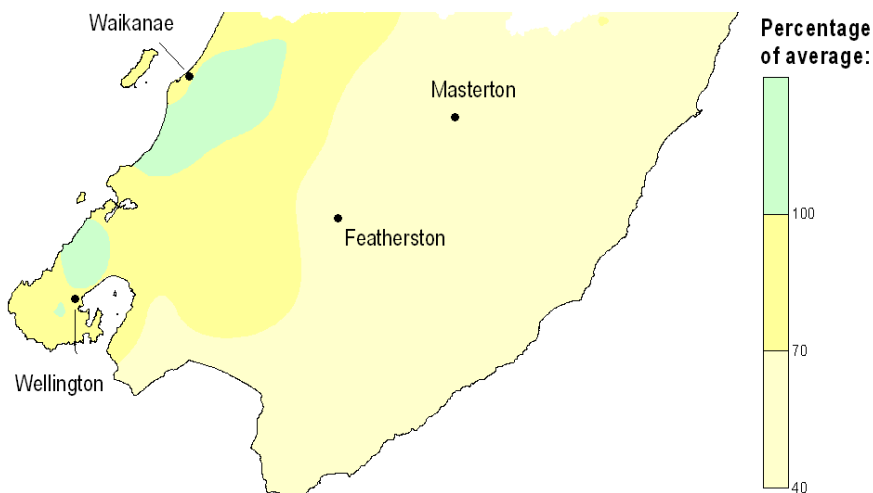 Waikanae
Percentage
of average:
Masterton
100
Featherston
70
Wellington
40